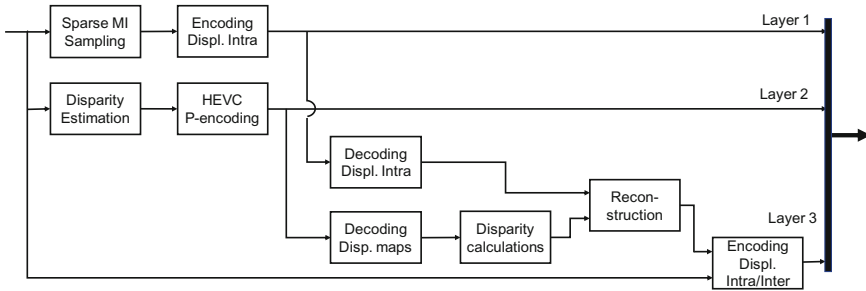 Sparse MI
Sampling
Encoding
Displ. Intra
Layer 1
Disparity
Estimation
HEVC
P-encoding
Layer 2
Decoding
Displ. Intra
Recon-
struction
Decoding
Disp. maps
Disparity
calculations
Layer 3
Encoding
Displ.
Intra/Inter